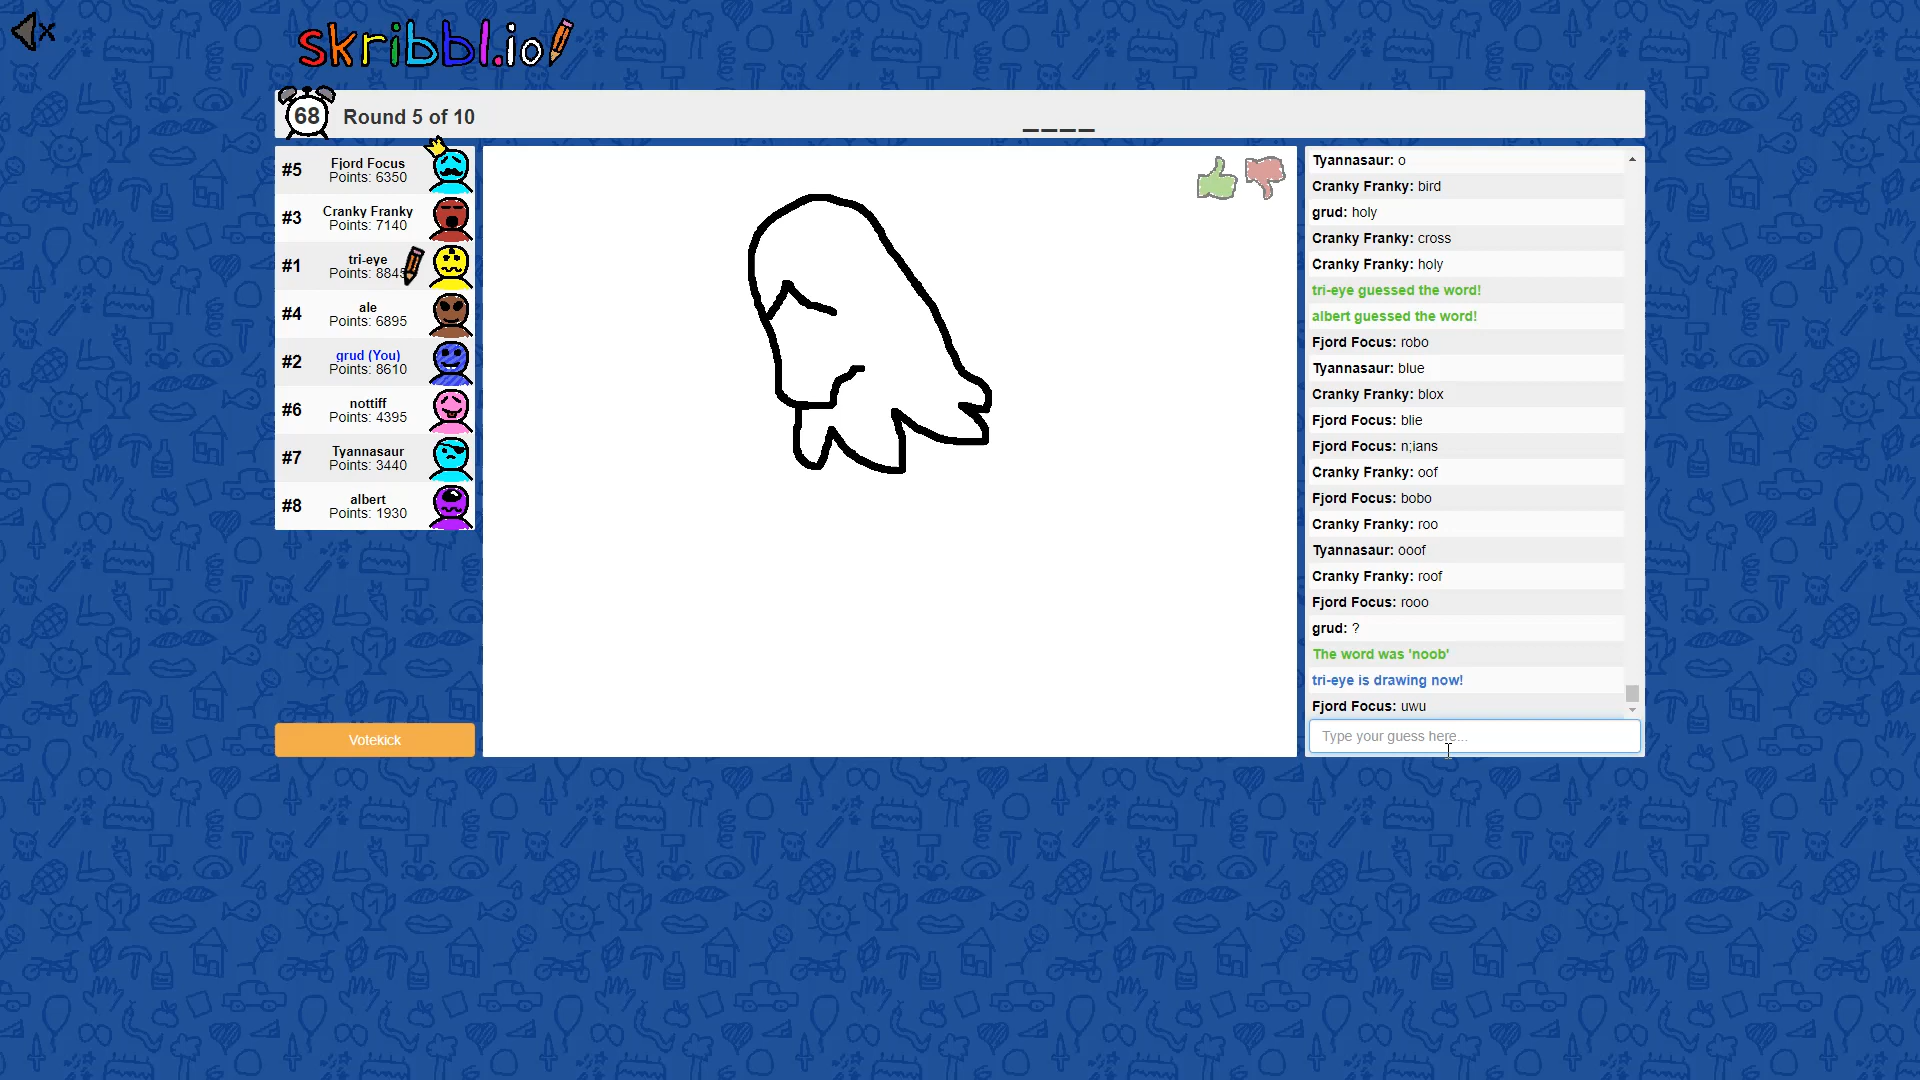 skribbl.io
68 Round 5 of 10
____
#5 Fjord Focus
Points: 6350
#3 Cranky Franky
Points: 7140
#1 tri-eye
Points: 8845
#4 ale
Points: 6895
#2 grud (You)
Points: 8610
#6 nottiff
Points: 4395
#7 Tyannasaur
Points: 3440
#8 albert
Points: 1930
Votekick
Tyannasaur: o
Cranky Franky: bird
grud: holy
Cranky Franky: cross
Cranky Franky: holy
tri-eye guessed the word!
albert guessed the word!
Fjord Focus: robo
Tyannasaur: blue
Cranky Franky: blox
Fjord Focus: blie
Fjord Focus: n;ians
Cranky Franky: oof
Fjord Focus: bobo
Cranky Franky: roo
Tyannasaur: ooof
Cranky Franky: roof
Fjord Focus: rooo
grud: ?
The word was 'noob'
tri-eye is drawing now!
Fjord Focus: uwu
Type your guess here...